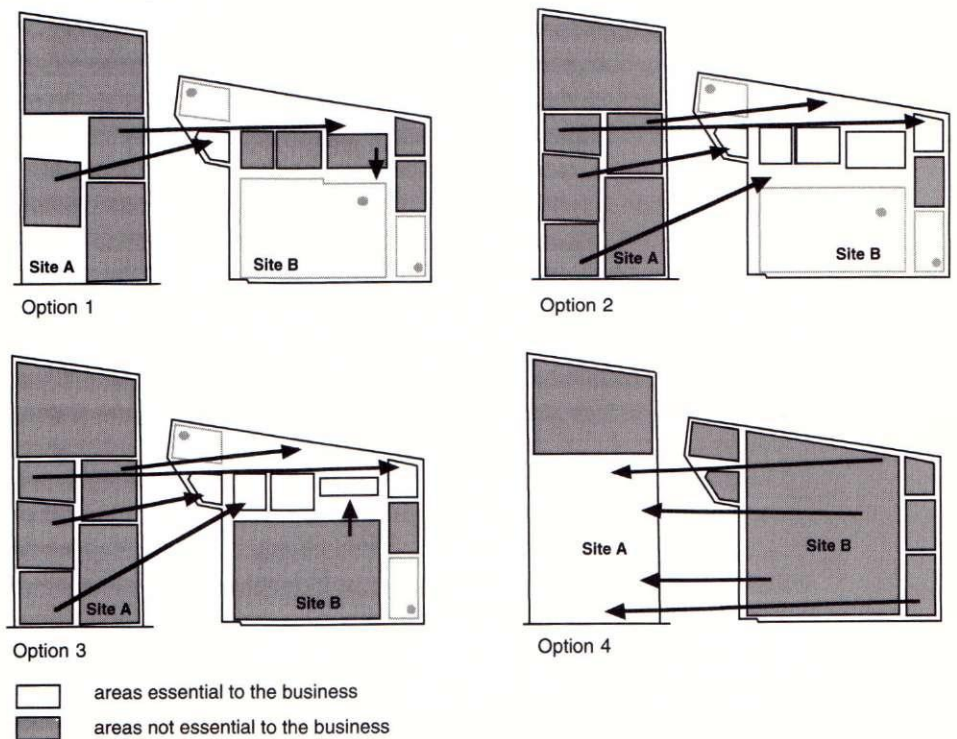 Site A
Site B
Option 1
Site A
Site B
Option 2
Site A
Site B
Option 3
Site A
Site B
Option 4
areas essential to the business
areas not essential to the business